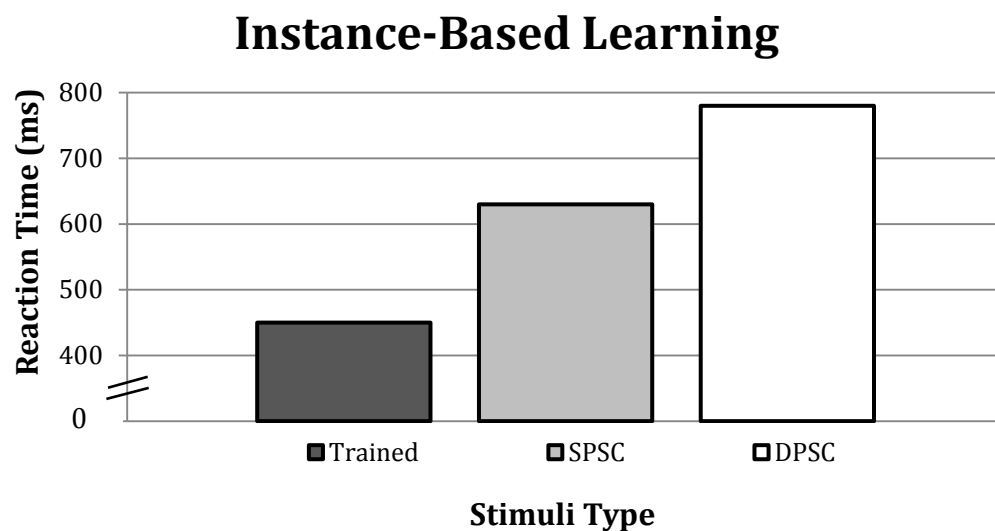 Instance-Based Learning
Reaction Time (ms)
800
700
600
500
400
0
Trained SPSC DPSC
Stimuli Type